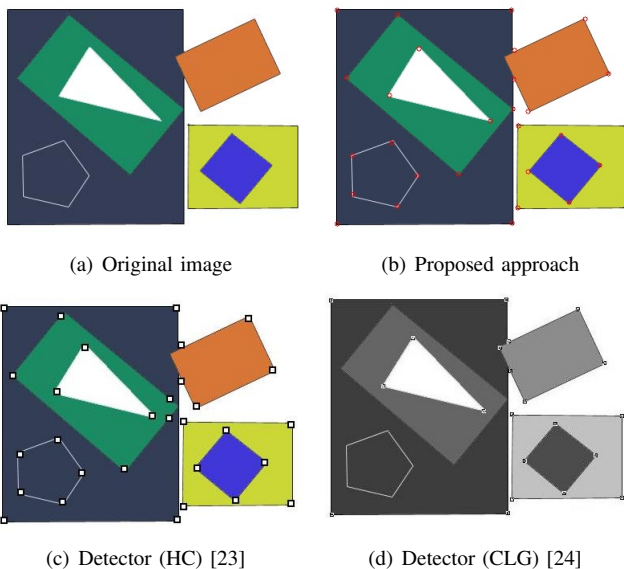 (a) Original image
(b) Proposed approach
(c) Detector (HC) [23]
(d) Detector (CLG) [24]